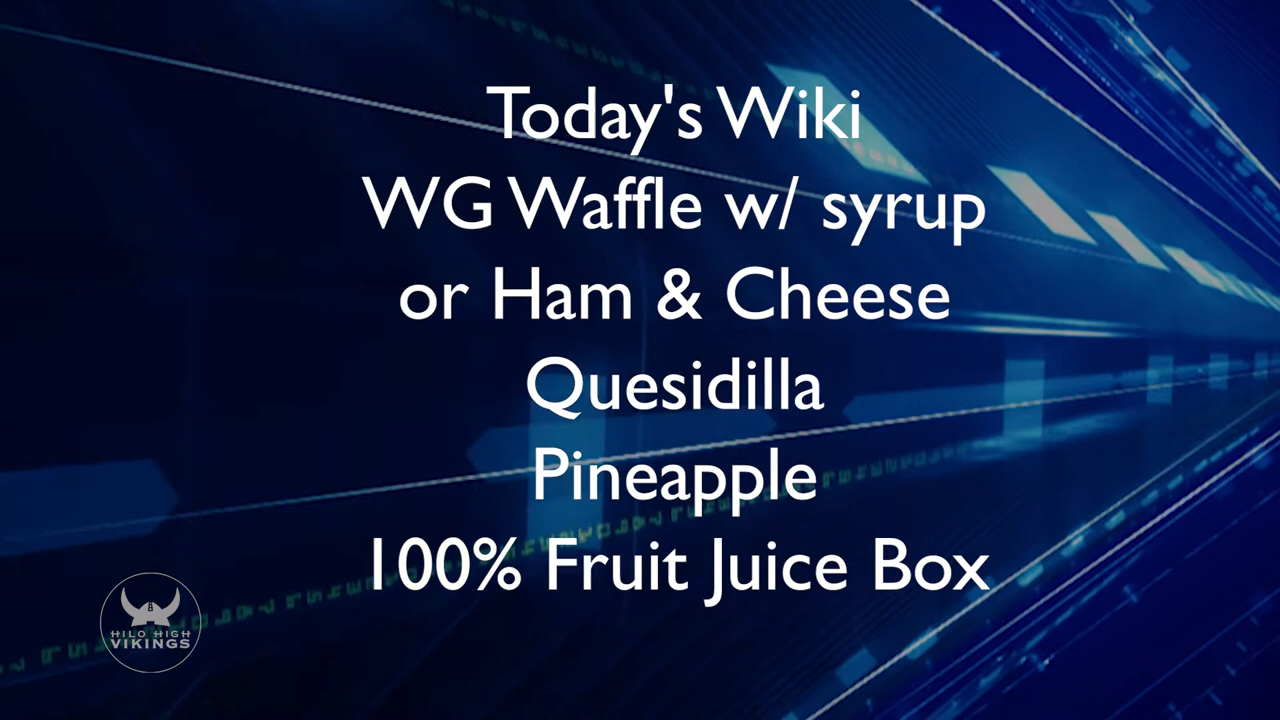 Today's Wiki
WG Waffle w/ syrup
or Ham & Cheese
Quesidilla
Pineapple
100% Fruit Juice Box
HILO HIGH
VIKINGS